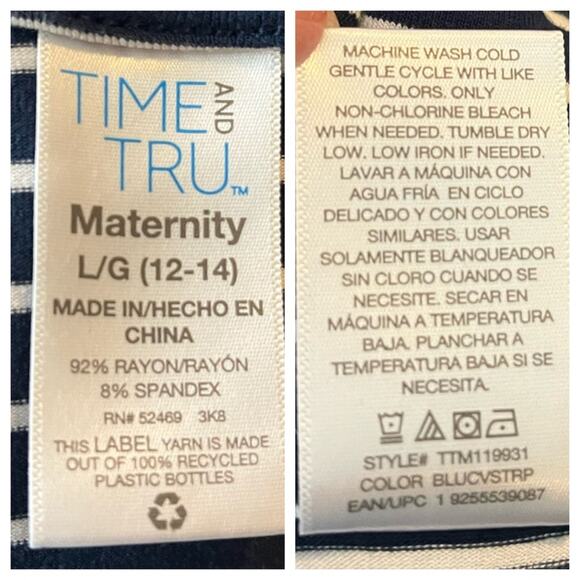 TIME AND
TRU™
Maternity
L/G (12-14)
MADE IN/HECHO EN
CHINA
92% RAYON/RAYÓN
8% SPANDEX
RN# 52469 3K8
THIS LABEL YARN IS MADE
OUT OF 100% RECYCLED
PLASTIC BOTTLES
MACHINE WASH COLD
GENTLE CYCLE WITH LIKE
COLORS. ONLY
NON-CHLORINE BLEACH
WHEN NEEDED. TUMBLE DRY
LOW. LOW IRON IF NEEDED.
LAVAR A MÁQUINA CON
AGUA FRÍA EN CICLO
DELICADO Y CON COLORES
SIMILARES. USAR
SOLAMENTE BLANQUEADOR
SIN CLORO CUANDO SE
NECESITE. SECAR EN
MÁQUINA A TEMPERATURA
BAJA. PLANCHAR A
TEMPERATURA BAJA SI SE
NECESITA.
STYLE# TTM119931
COLOR BLUCVSTRP
EAN/UPC 1 9255539087